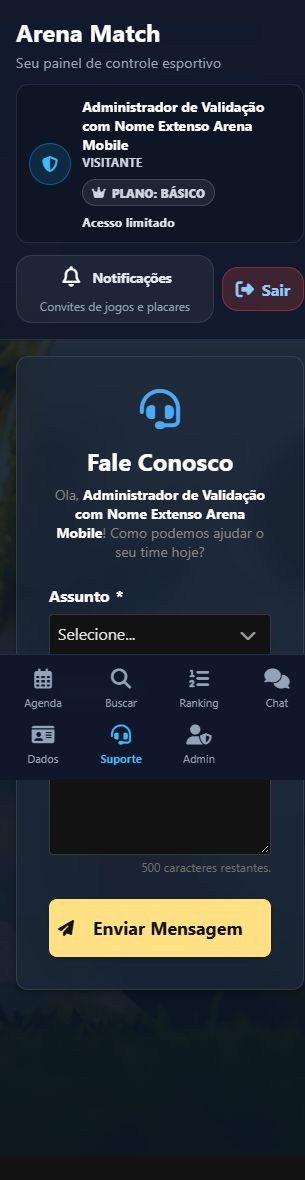 Arena Match
Seu painel de controle esportivo
Administrador de Validação
com Nome Extenso Arena
Mobile
VISITANTE
PLANO: BÁSICO
Acesso limitado
Notificações
Convites de jogos e placares
Sair
Fale Conosco
Ola, Administrador de Validação
com Nome Extenso Arena
Mobile! Como podemos ajudar o
seu time hoje?
Assunto *
Selecione...
Agenda
Buscar
Ranking
Chat
Dados
Suporte
Admin
500 caracteres restantes.
Enviar Mensagem